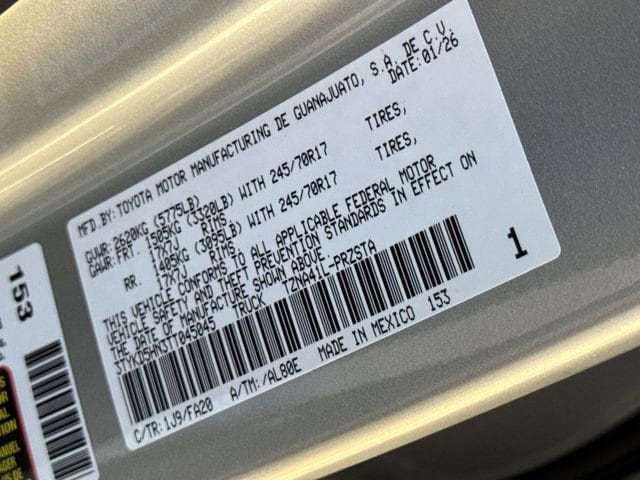 MFD.BY:TOYOTA MOTOR MANUFACTURING DE GUANAJUATO, S.A. DE C.V.
DATE: 01/26
GVWR: 2620KG (5775LB)
GAWR: FRT. 1505KG (3320LB) WITH 245/70R17 TIRES,
17X7J RIMS
RR. 1405KG (3095LB) WITH 245/70R17 TIRES,
17X7J RIMS
THIS VEHICLE CONFORMS TO ALL APPLICABLE FEDERAL MOTOR
VEHICLE SAFETY AND THEFT PREVENTION STANDARDS IN EFFECT ON
THE DATE OF MANUFACTURE SHOWN ABOVE.
TRUCK TZNA41L-PRZSTA
1
C/TR: 1J9/FA20 A/TM:/AL80E MADE IN MEXICO 153
153